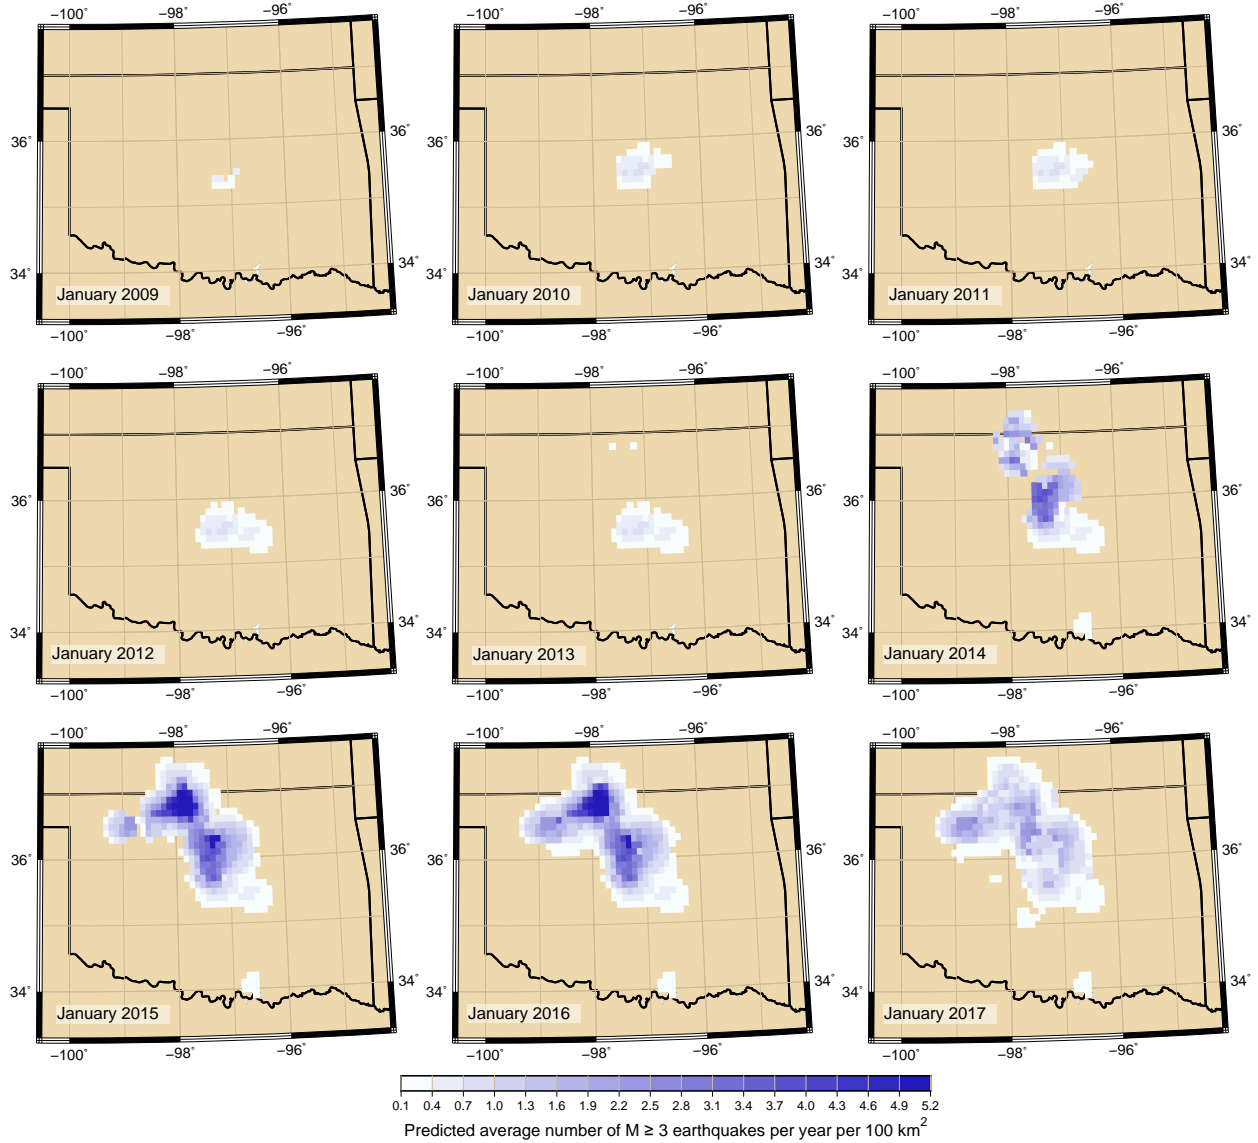 −100° −98° −96° −100° −98° −96° −100° −98° −96°
36° 36° 36° 36° 36° 36°
34° 34° 34° 34° 34° 34°
January 2009 January 2010 January 2011
−100° −98° −96° −100° −98° −96° −100° −98° −96°
−100° −98° −96° −100° −98° −96° −100° −98° −96°
36° 36° 36° 36° 36° 36°
34° 34° 34° 34° 34° 34°
January 2012 January 2013 January 2014
−100° −98° −96° −100° −98° −96° −100° −98° −96°
−100° −98° −96° −100° −98° −96° −100° −98° −96°
36° 36° 36° 36° 36° 36°
34° 34° 34° 34° 34° 34°
January 2015 January 2016 January 2017
−100° −98° −96° −100° −98° −96° −100° −98° −96°
0.1 0.4 0.7 1.0 1.3 1.6 1.9 2.2 2.5 2.8 3.1 3.4 3.7 4.0 4.3 4.6 4.9 5.2
Predicted average number of M ≥ 3 earthquakes per year per 100 km²